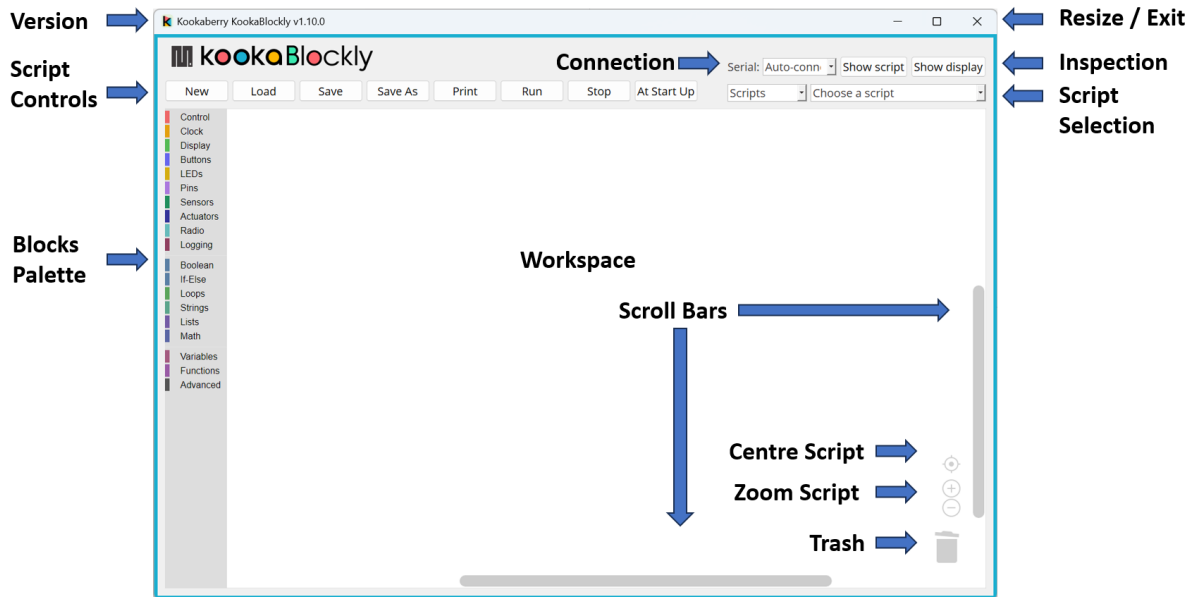 Version
Kookaberry KookaBlockly v1.10.0
Resize / Exit
KookaBlockly
Connection
Serial: Auto-conn
Show script
Show display
Inspection
Script
Controls
New
Load
Save
Save As
Print
Run
Stop
At Start Up
Scripts
Choose a script
Script
Selection
Control
Clock
Display
Buttons
LEDs
Pins
Sensors
Actuators
Radio
Logging
Boolean
If-Else
Loops
Strings
Lists
Math
Variables
Functions
Advanced
Blocks
Palette
Workspace
Scroll Bars
Centre Script
Zoom Script
Trash